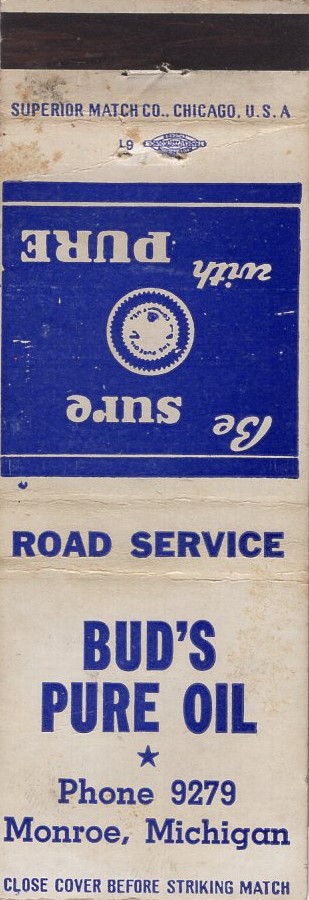 SUPERIOR MATCH CO., CHICAGO, U.S.A
61
Be sure
with PURE
ROAD SERVICE
BUD'S
PURE OIL
★
Phone 9279
Monroe, Michigan
CLOSE COVER BEFORE STRIKING MATCH